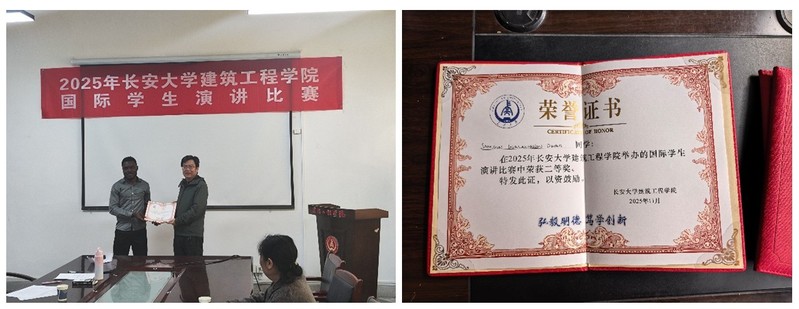 2025年长安大学建筑工程学院
国际学生演讲比赛
荣誉证书
CERTIFICATE OF HONOR
同学:
在2025年长安大学建筑工程学院举办的国际学生
演讲比赛中荣获二等奖。
特发此证,以资鼓励。
长安大学建筑工程学院
2025年11月
弘毅明德 笃学创新